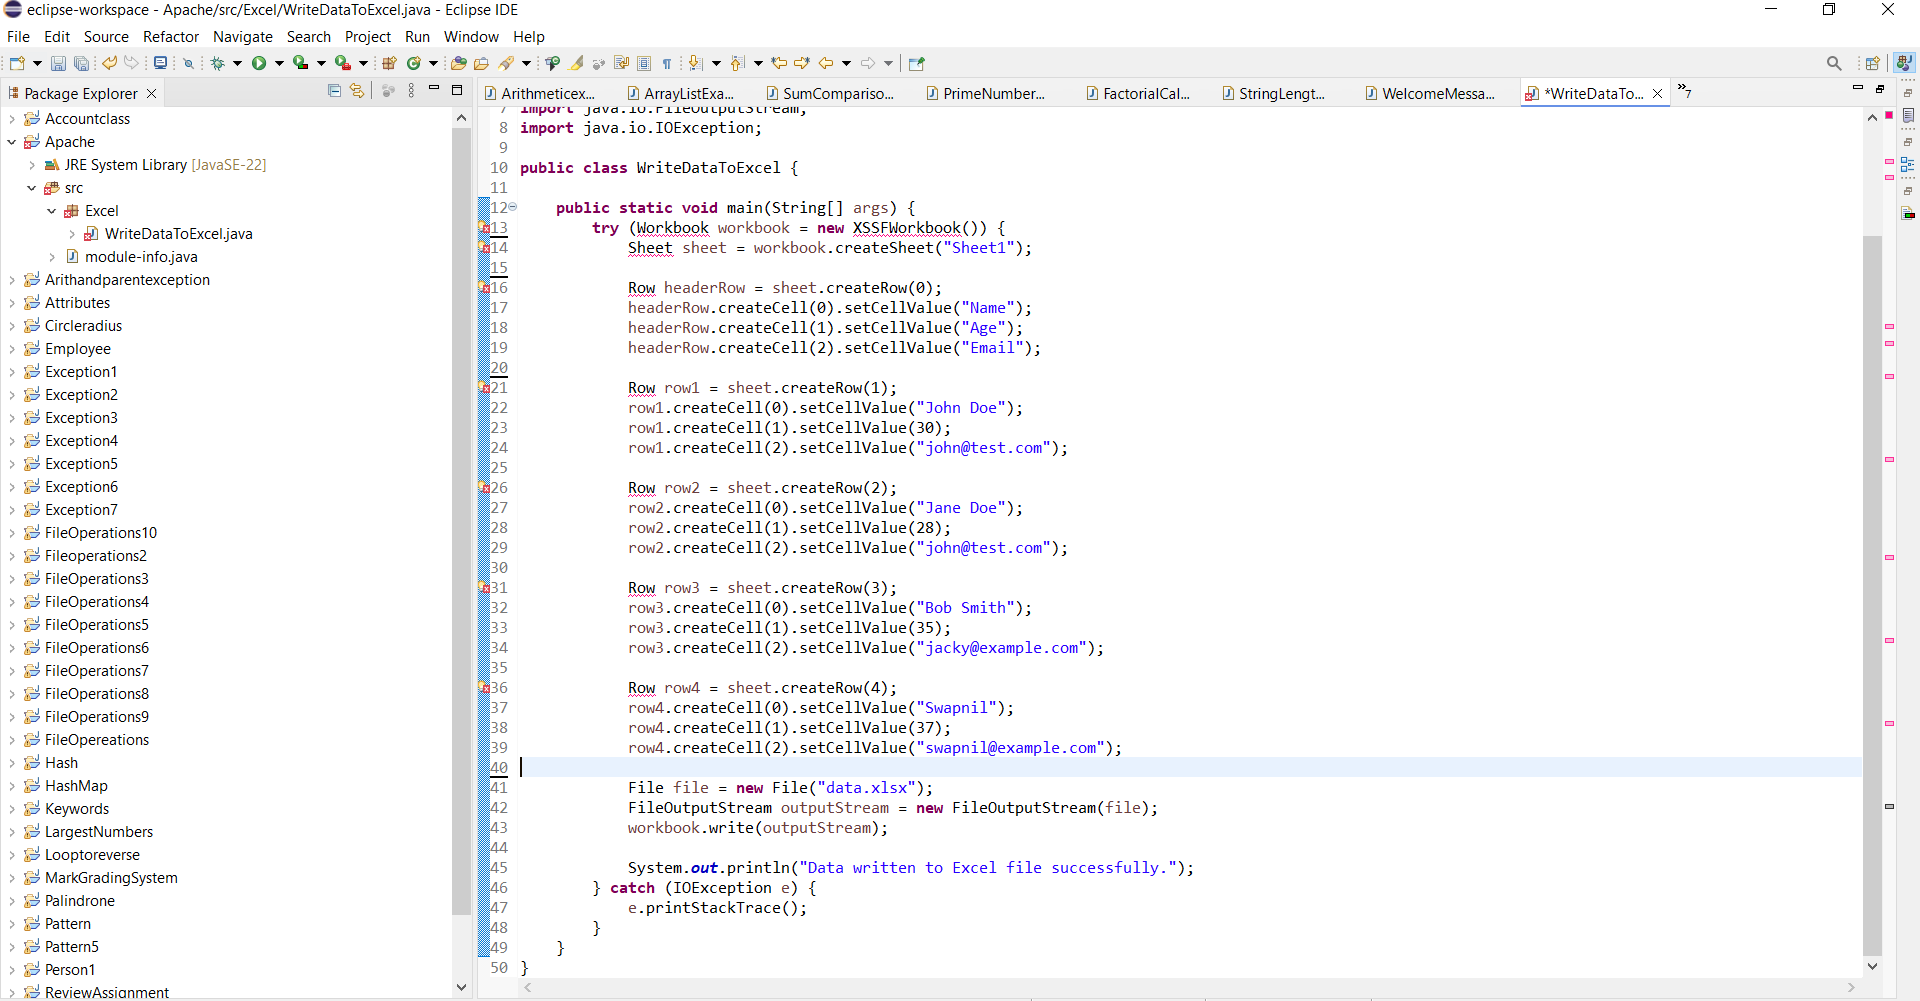 eclipse-workspace - Apache/src/Excel/WriteDataToExcel.java - Eclipse IDE
File Edit Source Refactor Navigate Search Project Run Window Help
Package Explorer
Accountclass
Apache
JRE System Library [JavaSE-22]
src
Excel
WriteDataToExcel.java
module-info.java
Arithandparentexception
Attributes
Circleradius
Employee
Exception1
Exception2
Exception3
Exception4
Exception5
Exception6
Exception7
FileOperations10
Fileoperations2
FileOperations3
FileOperations4
FileOperations5
FileOperations6
FileOperations7
FileOperations8
FileOperations9
FileOpereations
Hash
HashMap
Keywords
LargestNumbers
Looptoreverse
MarkGradingSystem
Palindrone
Pattern
Pattern5
Person1
ReviewAssignment
Arithmeticex... ArrayListExa... SumCompariso... PrimeNumber... FactorialCal... StringLengt... WelcomeMessa... *WriteDataTo... »7
7 import java.io.FileOutputStream;
8 import java.io.IOException;
9
10 public class WriteDataToExcel {
11
12 public static void main(String[] args) {
13 try (Workbook workbook = new XSSFWorkbook()) {
14 Sheet sheet = workbook.createSheet("Sheet1");
15
16 Row headerRow = sheet.createRow(0);
17 headerRow.createCell(0).setCellValue("Name");
18 headerRow.createCell(1).setCellValue("Age");
19 headerRow.createCell(2).setCellValue("Email");
20
21 Row row1 = sheet.createRow(1);
22 row1.createCell(0).setCellValue("John Doe");
23 row1.createCell(1).setCellValue(30);
24 row1.createCell(2).setCellValue("john@test.com");
25
26 Row row2 = sheet.createRow(2);
27 row2.createCell(0).setCellValue("Jane Doe");
28 row2.createCell(1).setCellValue(28);
29 row2.createCell(2).setCellValue("john@test.com");
30
31 Row row3 = sheet.createRow(3);
32 row3.createCell(0).setCellValue("Bob Smith");
33 row3.createCell(1).setCellValue(35);
34 row3.createCell(2).setCellValue("jacky@example.com");
35
36 Row row4 = sheet.createRow(4);
37 row4.createCell(0).setCellValue("Swapnil");
38 row4.createCell(1).setCellValue(37);
39 row4.createCell(2).setCellValue("swapnil@example.com");
40
41 File file = new File("data.xlsx");
42 FileOutputStream outputStream = new FileOutputStream(file);
43 workbook.write(outputStream);
44
45 System.out.println("Data written to Excel file successfully.");
46 } catch (IOException e) {
47 e.printStackTrace();
48 }
49 }
50 }